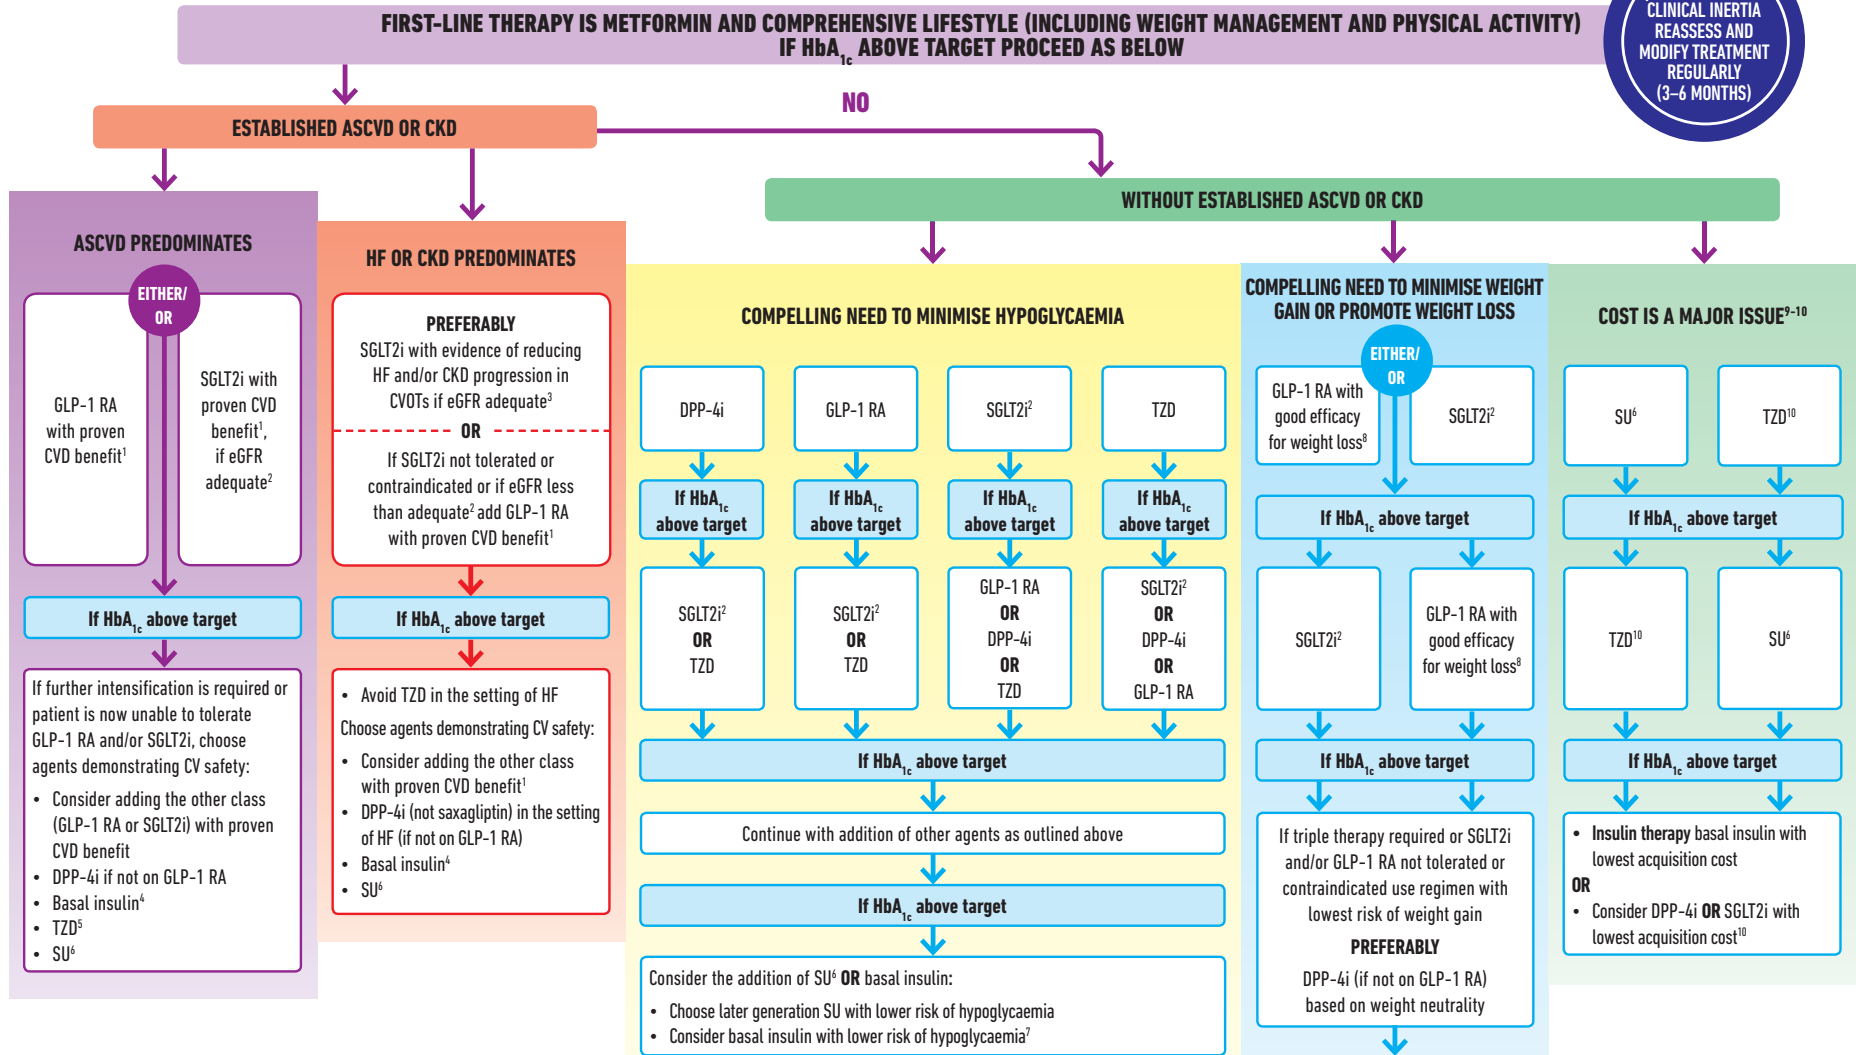 FIRST-LINE THERAPY IS METFORMIN AND COMPREHENSIVE LIFESTYLE (INCLUDING WEIGHT MANAGEMENT AND PHYSICAL ACTIVITY)
IF HbA1c ABOVE TARGET PROCEED AS BELOW
CLINICAL INERTIA
REASSESS AND
MODIFY TREATMENT
REGULARLY
(3–6 MONTHS)
NO
ESTABLISHED ASCVD OR CKD
WITHOUT ESTABLISHED ASCVD OR CKD
ASCVD PREDOMINATES
EITHER/
OR
GLP-1 RA
with proven
CVD benefit1
SGLT2i with
proven CVD
benefit1,
if eGFR
adequate2
If HbA1c above target
If further intensification is required or
patient is now unable to tolerate
GLP-1 RA and/or SGLT2i, choose
agents demonstrating CV safety:
• Consider adding the other class
(GLP-1 RA or SGLT2i) with proven
CVD benefit
• DPP-4i if not on GLP-1 RA
• Basal insulin4
• TZD5
• SU6
HF OR CKD PREDOMINATES
PREFERABLY
SGLT2i with evidence of reducing
HF and/or CKD progression in
CVOTs if eGFR adequate3
OR
If SGLT2i not tolerated or
contraindicated or if eGFR less
than adequate2 add GLP-1 RA
with proven CVD benefit1
If HbA1c above target
• Avoid TZD in the setting of HF
Choose agents demonstrating CV safety:
• Consider adding the other class
with proven CVD benefit1
• DPP-4i (not saxagliptin) in the setting
of HF (if not on GLP-1 RA)
• Basal insulin4
• SU6
COMPELLING NEED TO MINIMISE HYPOGLYCAEMIA
DPP-4i
GLP-1 RA
SGLT2i2
TZD
If HbA1c
above target
If HbA1c
above target
If HbA1c
above target
If HbA1c
above target
SGLT2i2
OR
TZD
SGLT2i2
OR
TZD
GLP-1 RA
OR
DPP-4i
OR
TZD
SGLT2i2
OR
DPP-4i
OR
GLP-1 RA
If HbA1c above target
Continue with addition of other agents as outlined above
If HbA1c above target
Consider the addition of SU6 OR basal insulin:
• Choose later generation SU with lower risk of hypoglycaemia
• Consider basal insulin with lower risk of hypoglycaemia7
COMPELLING NEED TO MINIMISE WEIGHT
GAIN OR PROMOTE WEIGHT LOSS
EITHER/
OR
GLP-1 RA with
good efficacy
for weight loss8
SGLT2i2
If HbA1c above target
SGLT2i2
GLP-1 RA with
good efficacy
for weight loss8
If HbA1c above target
If triple therapy required or SGLT2i
and/or GLP-1 RA not tolerated or
contraindicated use regimen with
lowest risk of weight gain
PREFERABLY
DPP-4i (if not on GLP-1 RA)
based on weight neutrality
COST IS A MAJOR ISSUE9-10
SU6
TZD10
If HbA1c above target
TZD10
SU6
If HbA1c above target
• Insulin therapy basal insulin with
lowest acquisition cost
OR
• Consider DPP-4i OR SGLT2i with
lowest acquisition cost10